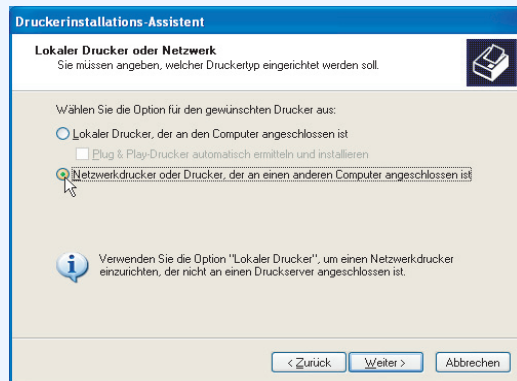 Druckerinstallations-Assistent
Lokaler Drucker oder Netzwerk
Sie müssen angeben, welcher Druckertyp eingerichtet werden soll.
Wählen Sie die Option für den gewünschten Drucker aus:
Lokaler Drucker, der an den Computer angeschlossen ist
Plug & Play-Drucker automatisch ermitteln und installieren
Netzwerkdrucker oder Drucker, der an einen anderen Computer angeschlossen ist
Verwenden Sie die Option "Lokaler Drucker", um einen Netzwerkdrucker
einzurichten, der nicht an einen Druckserver angeschlossen ist.
< Zurück Weiter > Abbrechen